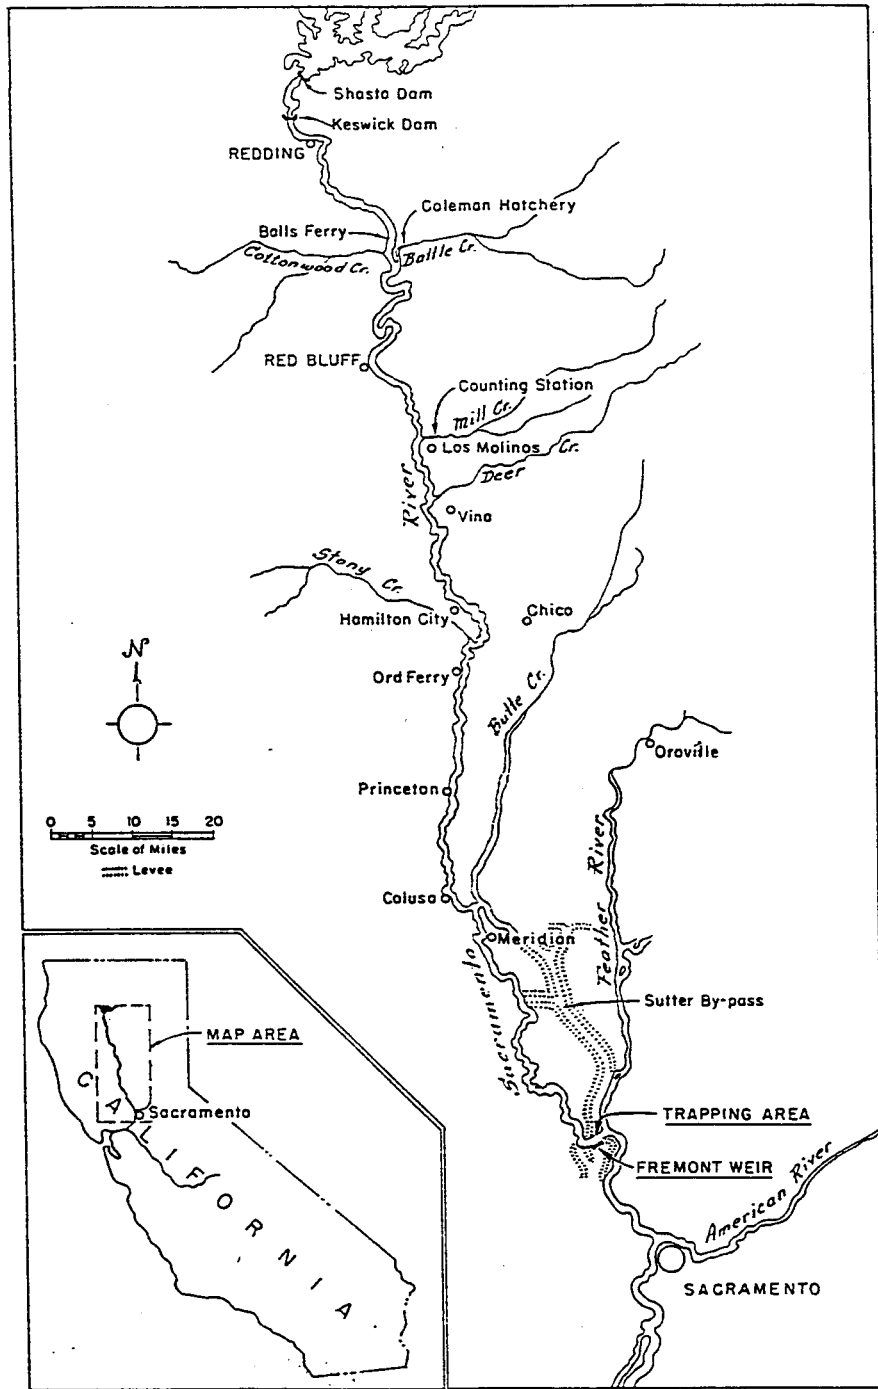 Shasta Dam
Keswick Dam
REDDING
Coleman Hatchery
Balls Ferry
Battle Cr.
Cottonwood Cr.
RED BLUFF
Counting Station
Mill Cr.
Los Molinos
Deer Cr.
River
Vina
Stony Cr.
Hamilton City
Chico
N
Ord Ferry
Butte Cr.
Oroville
Princeton
0 5 10 15 20
Scale of Miles
Levee
Feather River
Colusa
Meridian
Sacramento
Sutter By-pass
MAP AREA
Sacramento
CALIFORNIA
TRAPPING AREA
FREMONT WEIR
American River
SACRAMENTO